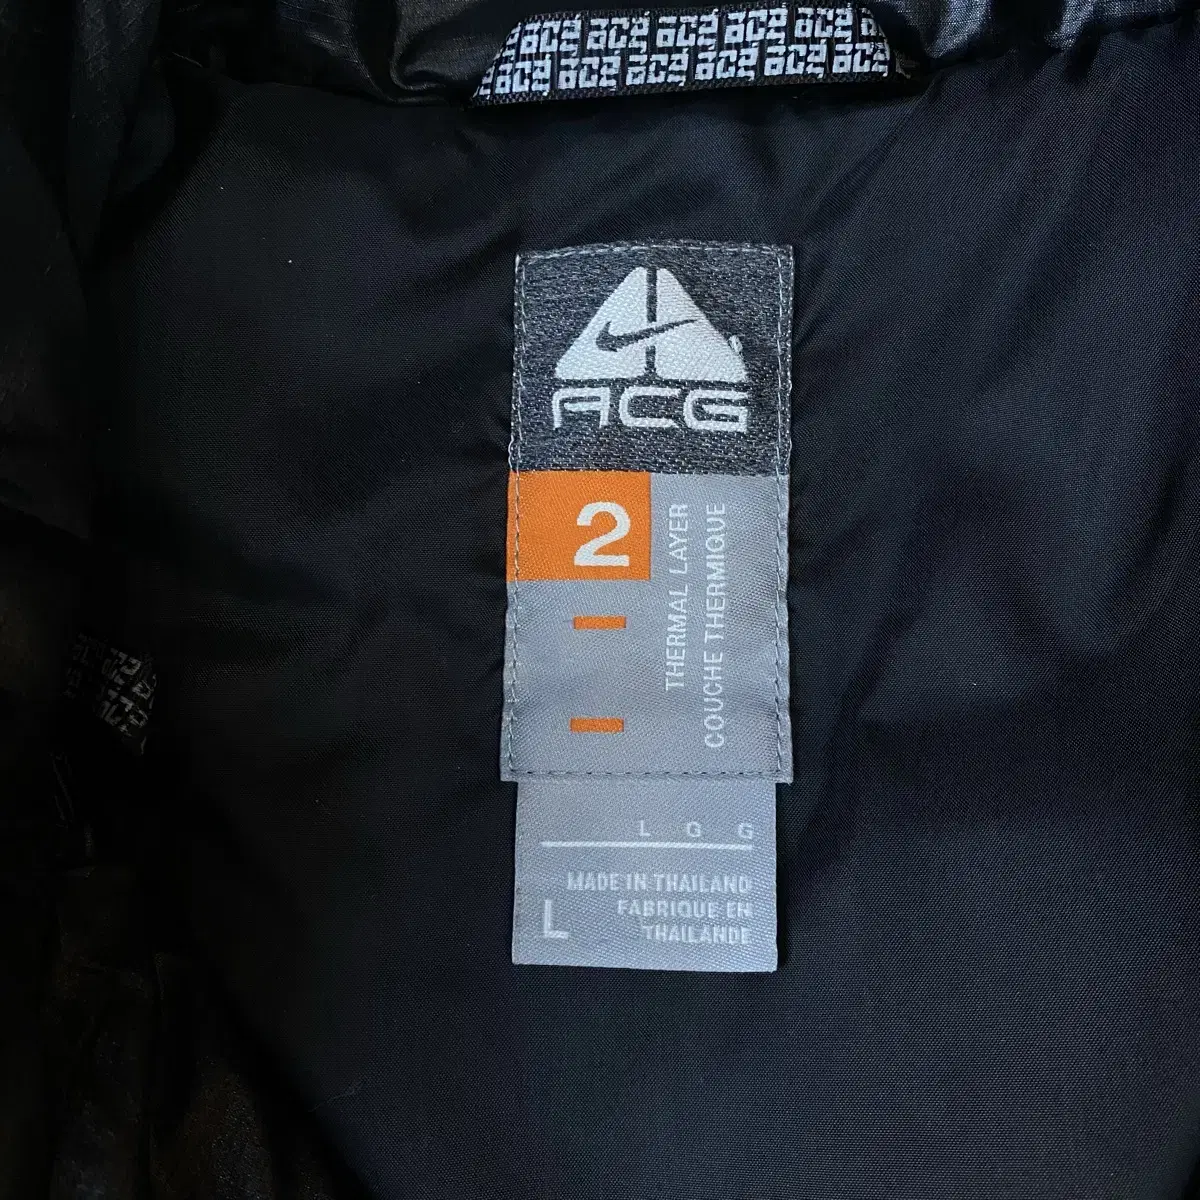 ACG ACG ACG ACG ACG ACG
ACG ACG ACG ACG ACG ACG
ACG
2
THERMAL LAYER
COUCHE THERMIQUE
L G G
MADE IN THAILAND
FABRIQUE EN
THAILANDE
L